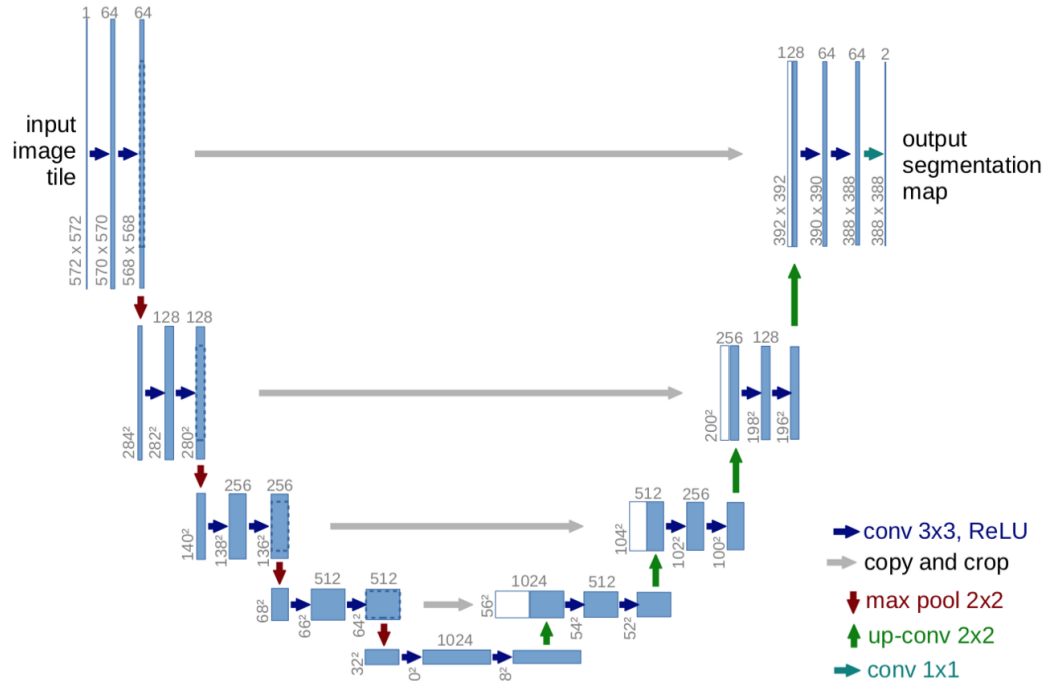 1 64 64
128 64 64 2
input
image
tile
output
segmentation
map
572 x 572
570 x 570
568 x 568
392 x 392
390 x 390
388 x 388
388 x 388
128 128
256 128
284²
282²
280²
200²
198²
196²
256 256
512 256
140²
138²
136²
104²
102²
100²
512 512
1024 512
68²
66²
64²
56²
54²
52²
1024
32²
0²
8²
conv 3x3, ReLU
copy and crop
max pool 2x2
up-conv 2x2
conv 1x1